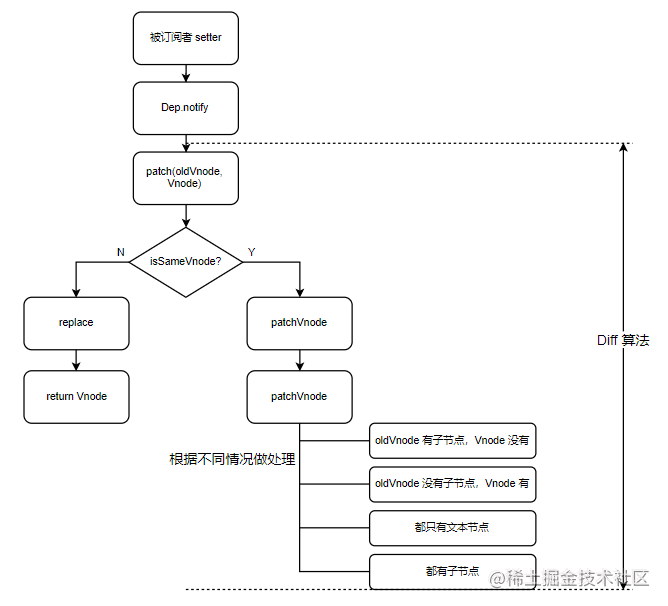 被订阅者 setter
Dep.notify
patch(oldVnode,
Vnode)
isSameVnode?
N
Y
replace
patchVnode
Diff 算法
return Vnode
patchVnode
根据不同情况做处理
oldVnode 有子节点，Vnode 没有
oldVnode 没有子节点，Vnode 有
都只有文本节点
都有子节点
@稀土掘金技术社区